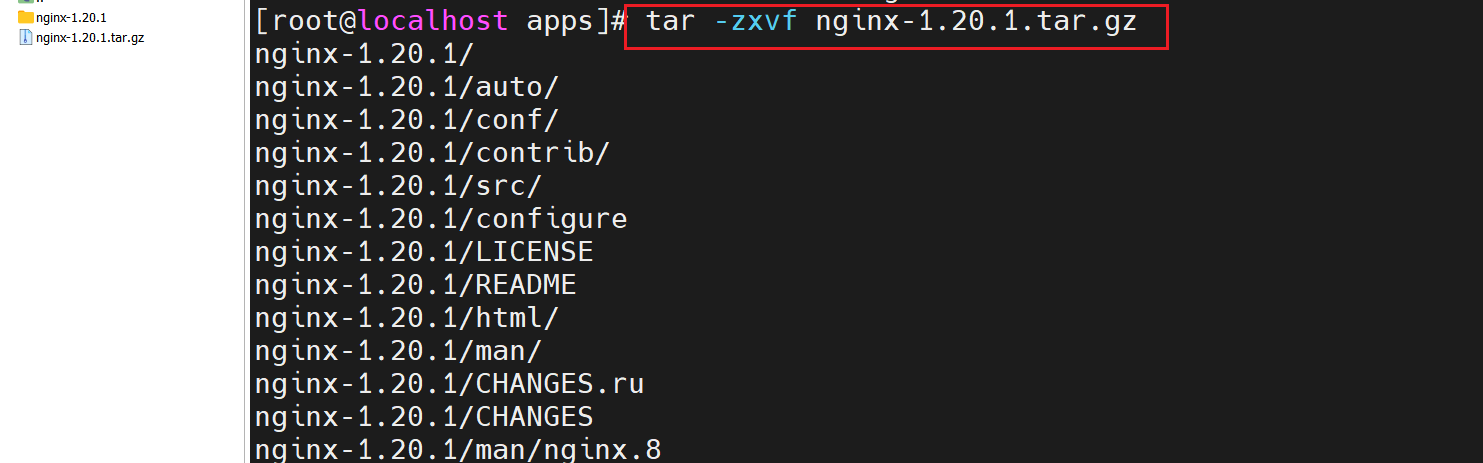 nginx-1.20.1
nginx-1.20.1.tar.gz
[root@localhost apps]# tar -zxvf nginx-1.20.1.tar.gz
nginx-1.20.1/
nginx-1.20.1/auto/
nginx-1.20.1/conf/
nginx-1.20.1/contrib/
nginx-1.20.1/src/
nginx-1.20.1/configure
nginx-1.20.1/LICENSE
nginx-1.20.1/README
nginx-1.20.1/html/
nginx-1.20.1/man/
nginx-1.20.1/CHANGES.ru
nginx-1.20.1/CHANGES
nginx-1.20.1/man/nginx.8